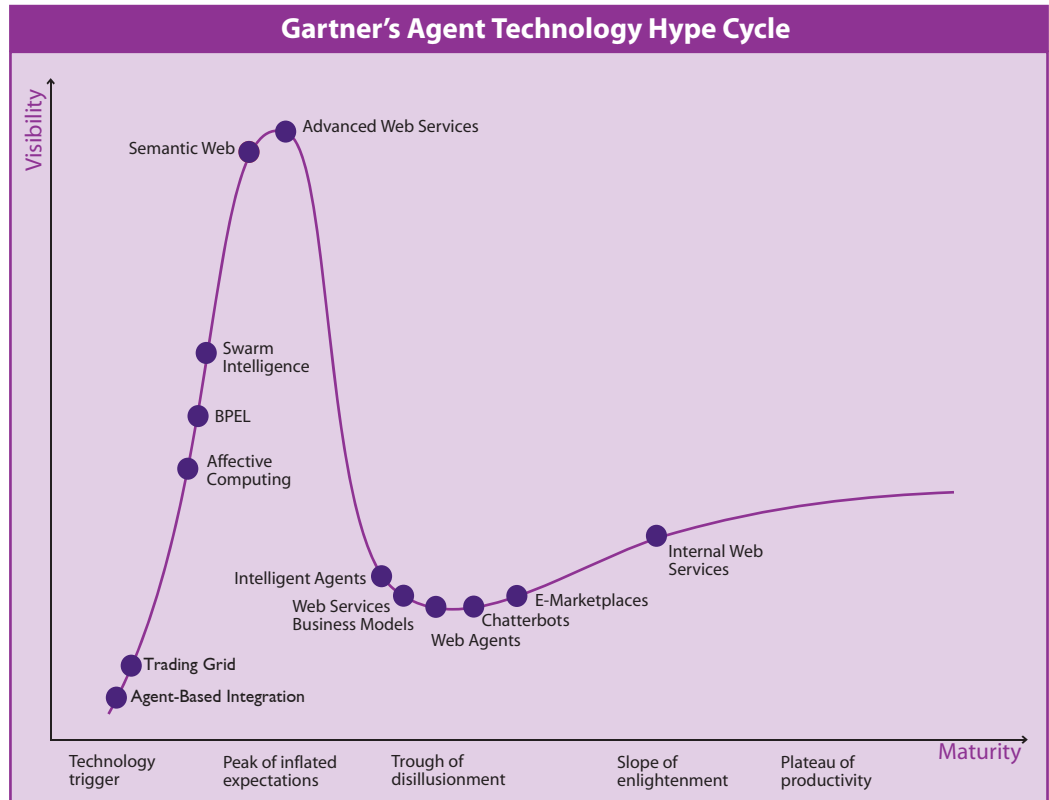 Gartner’s Agent Technology Hype Cycle
Visibility
Advanced Web Services
Semantic Web
Swarm
Intelligence
BPEL
Affective
Computing
Internal Web
Services
Intelligent Agents
E-Marketplaces
Web Services
Business Models
Chatterbots
Web Agents
Trading Grid
Agent-Based Integration
Maturity
Technology
trigger
Peak of inflated
expectations
Trough of
disillusionment
Slope of
enlightenment
Plateau of
productivity